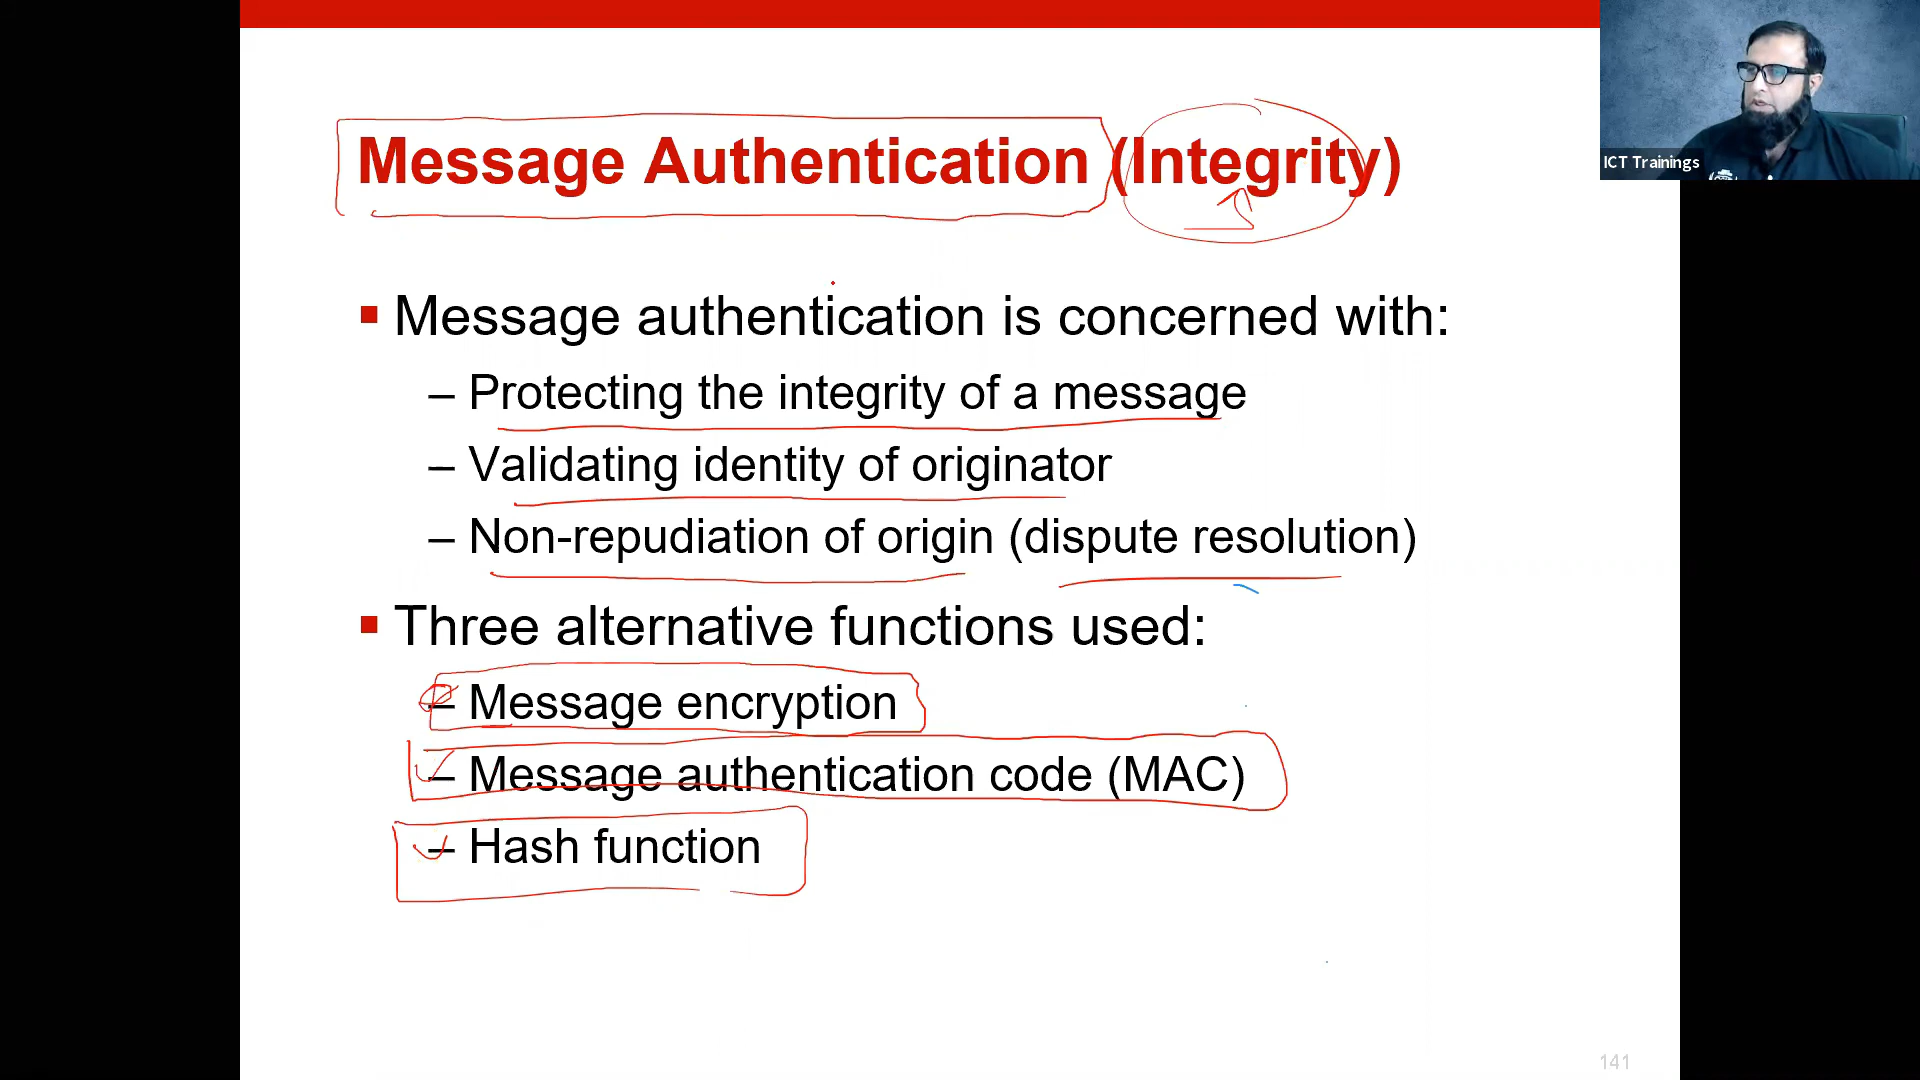 Message Authentication (Integrity)
▪ Message authentication is concerned with:
– Protecting the integrity of a message
– Validating identity of originator
– Non-repudiation of origin (dispute resolution)
▪ Three alternative functions used:
– Message encryption
– Message authentication code (MAC)
– Hash function
ICT Trainings
141